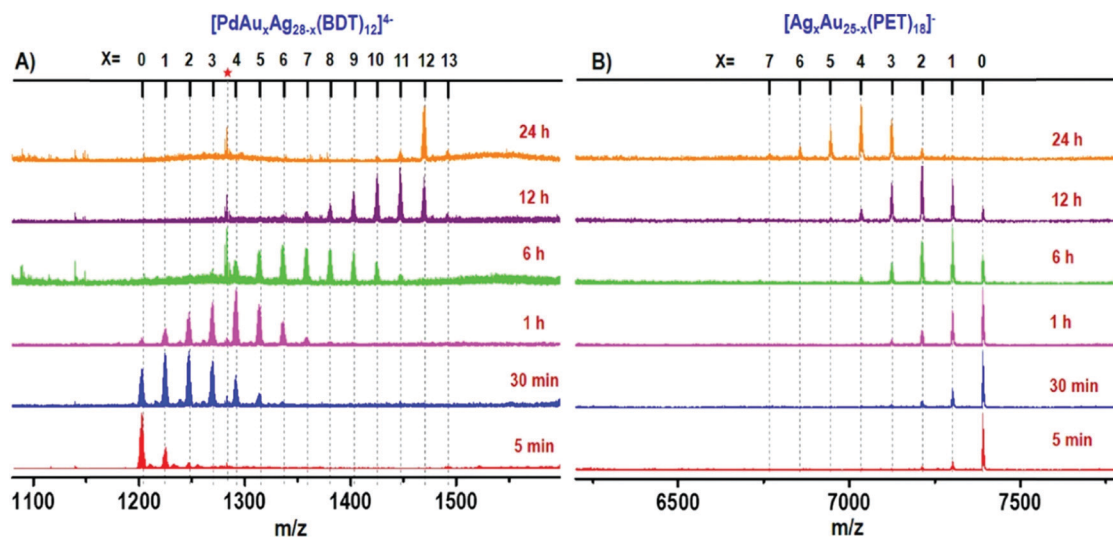 [PdAuₓAg₂₈₋ₓ(BDT)₁₂]⁴⁻
A)
X= 0 1 2 3 ★ 4 5 6 7 8 9 10 11 12 13
24 h
12 h
6 h
1 h
30 min
5 min
1100 1200 1300 1400 1500
m/z
[AgₓAu₂₅₋ₓ(PET)₁₈]⁻
B)
X= 7 6 5 4 3 2 1 0
24 h
12 h
6 h
1 h
30 min
5 min
6500 7000 7500
m/z